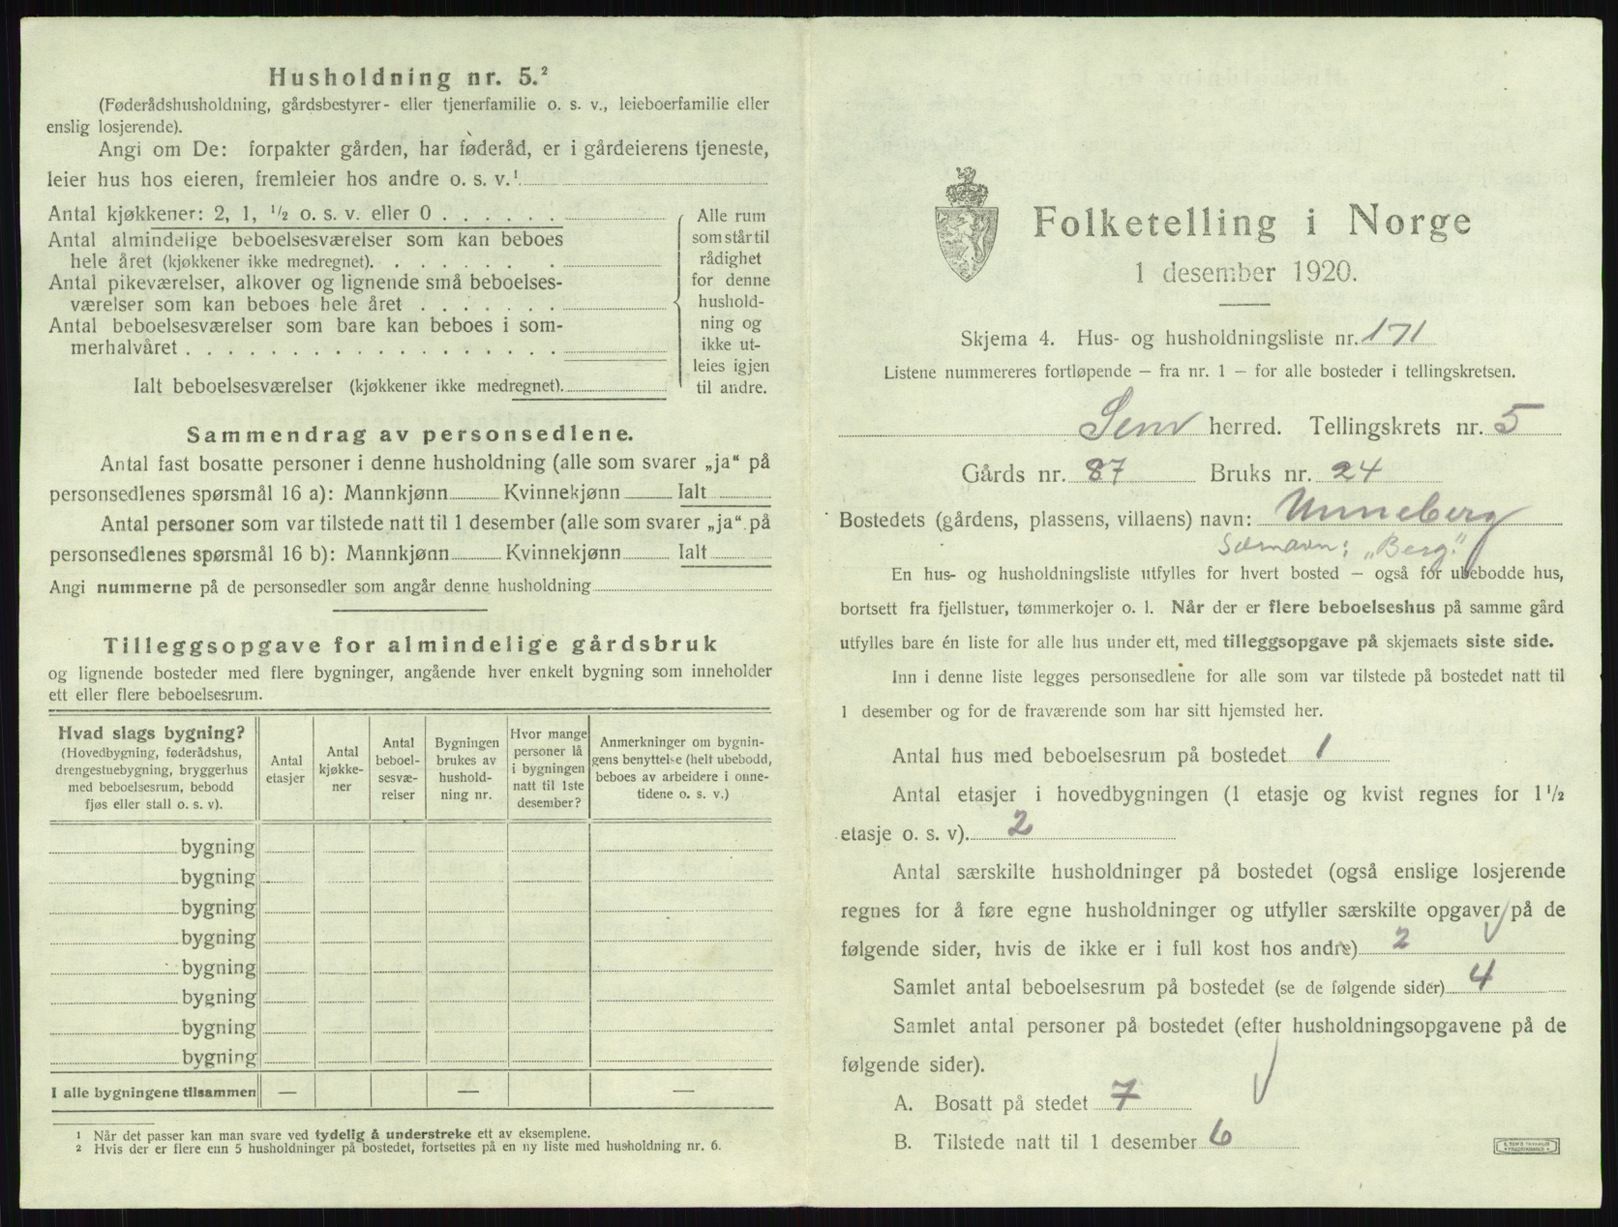 Husholdning nr. 5.²
(Føderådshusholdning, gårdsbestyrer- eller tjenerfamilie o. s. v., leieboerfamilie eller
enslig losjerende).
Angi om De: forpakter gården, har føderåd, er i gårdeierens tjeneste,
leier hus hos eieren, fremleier hos andre o. s. v.¹
Antal kjøkkener: 2, 1, ½ o. s. v. eller 0
Antal almindelige beboelsesværelser som kan beboes
hele året (kjøkkener ikke medregnet).
Antal pikeværelser, alkover og lignende små beboelses-
værelser som kan beboes hele året
Antal beboelsesværelser som bare kan beboes i som-
merhalvåret
Ialt beboelsesværelser (kjøkkener ikke medregnet).
Alle rum
som står til
rådighet
for denne
hushold-
ning og
ikke ut-
leies igjen
til andre.
Sammendrag av personsedlene.
Antal fast bosatte personer i denne husholdning (alle som svarer „ja“ på
personsedlenes spørsmål 16 a): Mannkjønn Kvinnekjønn Ialt
Antal personer som var tilstede natt til 1 desember (alle som svarer „ja“ på
personsedlenes spørsmål 16 b): Mannkjønn Kvinnekjønn Ialt
Angi nummerne på de personsedler som angår denne husholdning
Tilleggsopgave for almindelige gårdsbruk
og lignende bosteder med flere bygninger, angående hver enkelt bygning som inneholder
ett eller flere beboelsesrum.
Hvad slags bygning?
(Hovedbygning, føderådshus,
drengestuebygning, bryggerhus
med beboelsesrum, bebodd
fjøs eller stall o. s. v).
Antal
etasjer
Antal
kjøkke-
ner
Antal
beboel-
sesvæ-
relser
Bygningen
brukes av
hushold-
ning nr.
Hvor mange
personer lå
i bygningen
natt til 1ste
desember?
Anmerkninger om bygnin-
gens benyttelse (helt ubebodd,
beboes av arbeidere i onne-
tidene o. s. v.)
bygning
bygning
bygning
bygning
bygning
bygning
bygning
bygning
I alle bygningene tilsammen — — —
¹ Når det passer kan man svare ved tydelig å understreke ett av eksemplene.
² Hvis der er flere enn 5 husholdninger på bostedet, fortsettes på en ny liste med husholdning nr. 6.
Folketelling i Norge
1 desember 1920.
Skjema 4. Hus- og husholdningsliste nr. 171
Listene nummereres fortløpende — fra nr. 1 — for alle bosteder i tellingskretsen.
Sem herred. Tellingskrets nr. 5
Gårds nr. 87 Bruks nr. 24
Bostedets (gårdens, plassens, villaens) navn: Unneberg
Særnavn: „Berg“
En hus- og husholdningsliste utfylles for hvert bosted — også for ubebodde hus,
bortsett fra fjellstuer, tømmerkojer o. l. Når der er flere beboelseshus på samme gård
utfylles bare én liste for alle hus under ett, med tilleggsopgave på skjemaets siste side.
Inn i denne liste legges personsedlene for alle som var tilstede på bostedet natt til
1 desember og for de fraværende som har sitt hjemsted her.
Antal hus med beboelsesrum på bostedet 1
Antal etasjer i hovedbygningen (1 etasje og kvist regnes for 1½
etasje o. s. v). 2
Antal særskilte husholdninger på bostedet (også enslige losjerende
regnes for å føre egne husholdninger og utfyller særskilte opgaver på de
følgende sider, hvis de ikke er i full kost hos andre) 2
Samlet antal beboelsesrum på bostedet (se de følgende sider) 4
Samlet antal personer på bostedet (efter husholdningsopgavene på de
følgende sider).
A. Bosatt på stedet 7
B. Tilstede natt til 1 desember 6